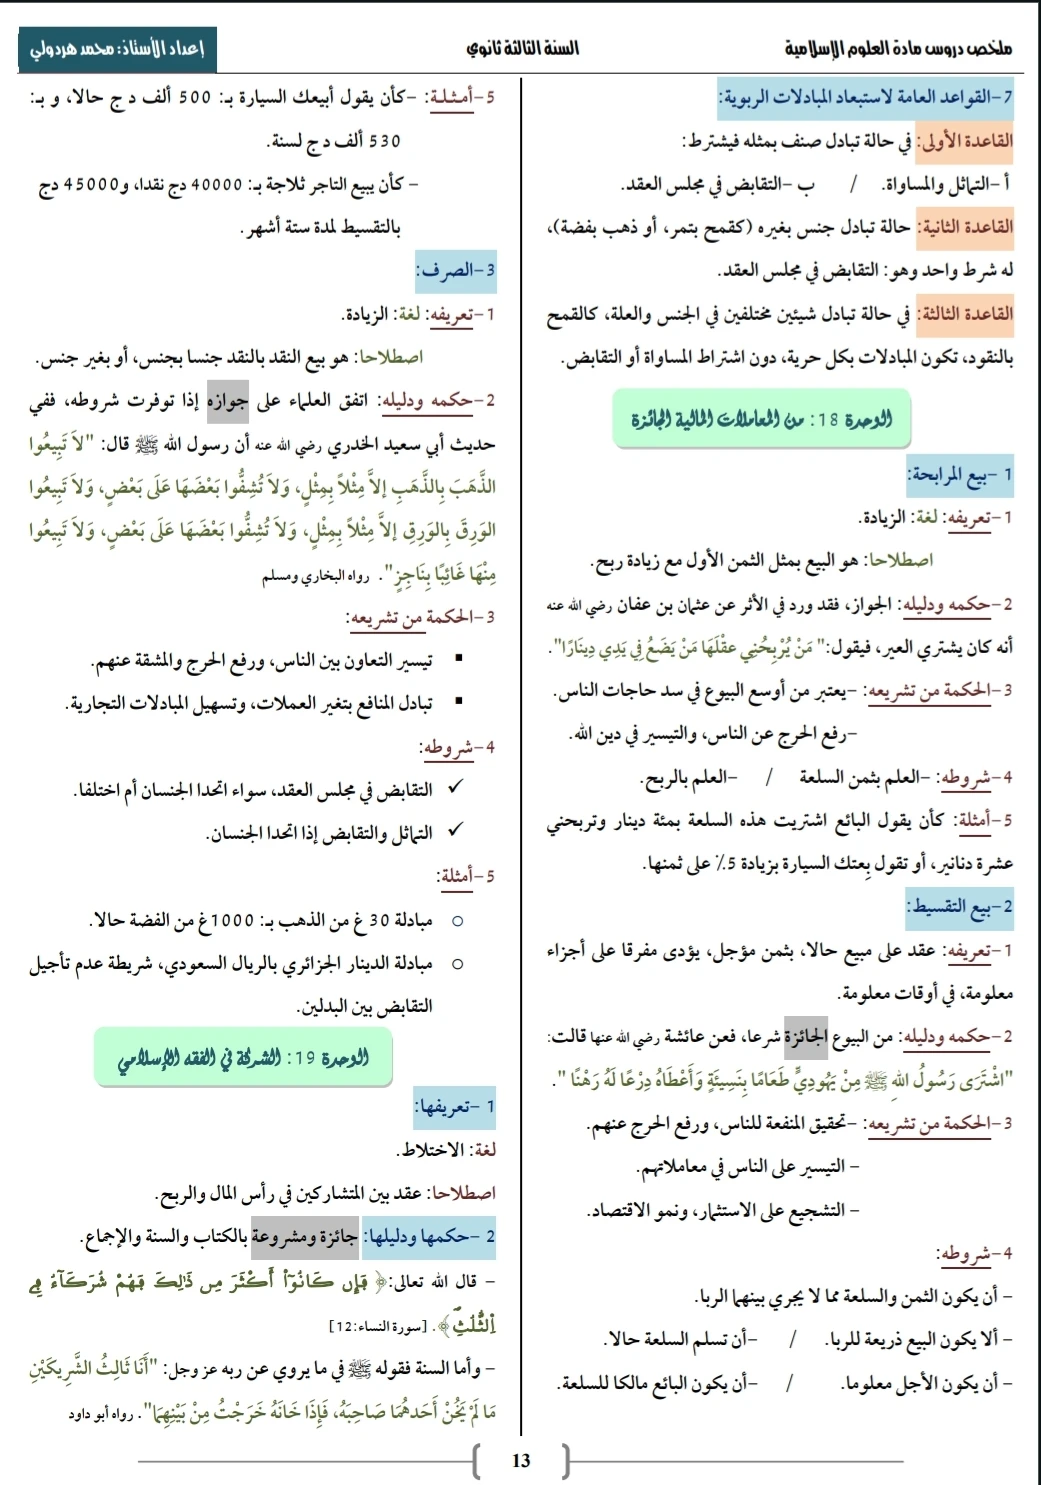 ملخص دروس مادة العلوم الإسلامية
السنة الثالثة ثانوي
إعداد الأستاذ: محمد هردولي
7-القواعد العامة لاستبعاد المبادلات الربوية:
القاعدة الأولى: في حالة تبادل صنف بمثله فيشترط:
أ -التماثل والمساواة. / ب -التقابض في مجلس العقد.
القاعدة الثانية: حالة تبادل جنس بغيره (كقمح بتمر، أو ذهب بفضة)،
له شرط واحد وهو: التقابض في مجلس العقد.
القاعدة الثالثة: في حالة تبادل شيئين مختلفين في الجنس والعلة، كالقمح
بالنقود، تكون المبادلات بكل حرية، دون اشتراط المساواة أو التقابض.
الوحدة 18: من المعاملات المالية الجائزة
1 -بيع المرابحة:
1-تعريفه: لغة: الزيادة.
اصطلاحا: هو البيع بمثل الثمن الأول مع زيادة ربح.
2-حكمه ودليله: الجواز، فقد ورد في الأثر عن عثمان بن عفان رضي الله عنه
أنه كان يشتري العير، فيقول:" مَنْ يُرْبِحُنِي عقْلَهَا مَنْ يَضَعُ فِي يَدِي دِينَارًا".
3-الحكمة من تشريعه: -يعتبر من أوسع البيوع في سد حاجات الناس.
-رفع الحرج عن الناس، والتيسير في دين الله.
4-شروطه: -العلم بثمن السلعة / -العلم بالربح.
5-أمثلة: كأن يقول البائع اشتريت هذه السلعة بمئة دينار وتربحني
عشرة دنانير، أو تقول بِعتك السيارة بزيادة 5٪ على ثمنها.
2-بيع التقسيط:
1-تعريفه: عقد على مبيع حالا، بثمن مؤجل، يؤدى مفرقا على أجزاء
معلومة، في أوقات معلومة.
2-حكمه ودليله: من البيوع الجائزة شرعا، فعن عائشة رضي الله عنها قالت:
"اشْتَرَى رَسُولُ اللهِ ﷺ مِنْ يَهُودِيٍّ طَعَامًا بِنَسِيئَةٍ وَأَعْطَاهُ دِرْعًا لَهُ رَهْنًا ".
3-الحكمة من تشريعه: -تحقيق المنفعة للناس، ورفع الحرج عنهم.
- التيسير على الناس في معاملاتهم.
- التشجيع على الاستثمار، ونمو الاقتصاد.
4-شروطه:
- أن يكون الثمن والسلعة مما لا يجري بينهما الربا.
- ألا يكون البيع ذريعة للربا. / -أن تسلم السلعة حالا.
- أن يكون الأجل معلوما. / -أن يكون البائع مالكا للسلعة.
5-أمثـلـة: -كأن يقول أبيعك السيارة بـ: 500 ألف د ج حالا، و بـ:
530 ألف د ج لسنة.
- كأن يبيع التاجر ثلاجة بـ: 40000 دج نقدا، و45000 دج
بالتقسيط لمدة ستة أشهر.
3-الصرف:
1-تعريفه: لغة: الزيادة.
اصطلاحا: هو بيع النقد بالنقد جنسا بجنس، أو بغير جنس.
2-حكمه ودليله: اتفق العلماء على جوازه إذا توفرت شروطه، ففي
حديث أبي سعيد الخدري رضي الله عنه أن رسول الله ﷺ قال: "لاَ تَبِيعُوا
الذَّهَبَ بِالذَّهَبِ إِلاَّ مِثْلاً بِمِثْلٍ، وَلاَ تُشِفُّوا بَعْضَهَا عَلَى بَعْضٍ، وَلاَ تَبِيعُوا
الوَرِقَ بِالوَرِقِ إِلاَّ مِثْلاً بِمِثْلٍ، وَلاَ تُشِفُّوا بَعْضَهَا عَلَى بَعْضٍ، وَلاَ تَبِيعُوا
مِنْهَا غَائِبًا بِنَاجِزٍ". رواه البخاري ومسلم
3-الحكمة من تشريعه:
▪ تيسير التعاون بين الناس، ورفع الحرج والمشقة عنهم.
▪ تبادل المنافع بتغير العملات، وتسهيل المبادلات التجارية.
4-شروطه:
✓ التقابض في مجلس العقد، سواء اتحدا الجنسان أم اختلفا.
✓ التماثل والتقابض إذا اتحدا الجنسان.
5-أمثلة:
○ مبادلة 30 غ من الذهب بـ: 1000غ من الفضة حالا.
○ مبادلة الدينار الجزائري بالريال السعودي، شريطة عدم تأجيل
التقابض بين البدلين.
الوحدة 19: الشركة في الفقه الإسلامي
1 -تعريفها:
لغة: الاختلاط.
اصطلاحا: عقد بين المتشاركين في رأس المال والربح.
2 -حكمها ودليلها: جائزة ومشروعة بالكتاب والسنة والإجماع.
- قال الله تعالى:﴿ فَإِن كَانُوٓاْ أَكْثَرَ مِن ذَٰلِكَ فَهُمْ شُرَكَآءُ فِے
اِ۬لثُّلُثِ﴾. [سورة النساء:12]
- وأما السنة فقوله ﷺ في ما يروي عن ربه عز وجل: "أَنَا ثَالِثُ الشَّرِيكَيْنِ
مَا لَمْ يَخُنْ أَحَدهُمَا صَاحِبَهُ، فَإِذَا خَانَهُ خَرَجْتُ مِنْ بَيْنِهِمَا". رواه أبو داود
13